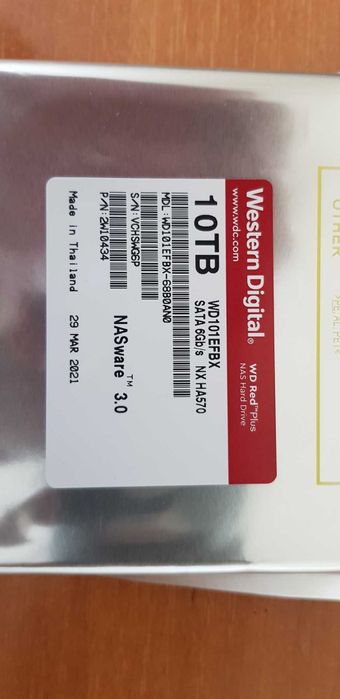 Western Digital®
www.wdc.com
WD Red™Plus
NAS Hard Drive
10TB
WD101EFBX
SATA 6Gb/s NX HA570
MDL: WD101EFBX-68B0AN0
S/N: VCHSWG6P
P/N: 2W10434
NASware™ 3.0
Made in Thailand 29 MAR 2021
OTHER